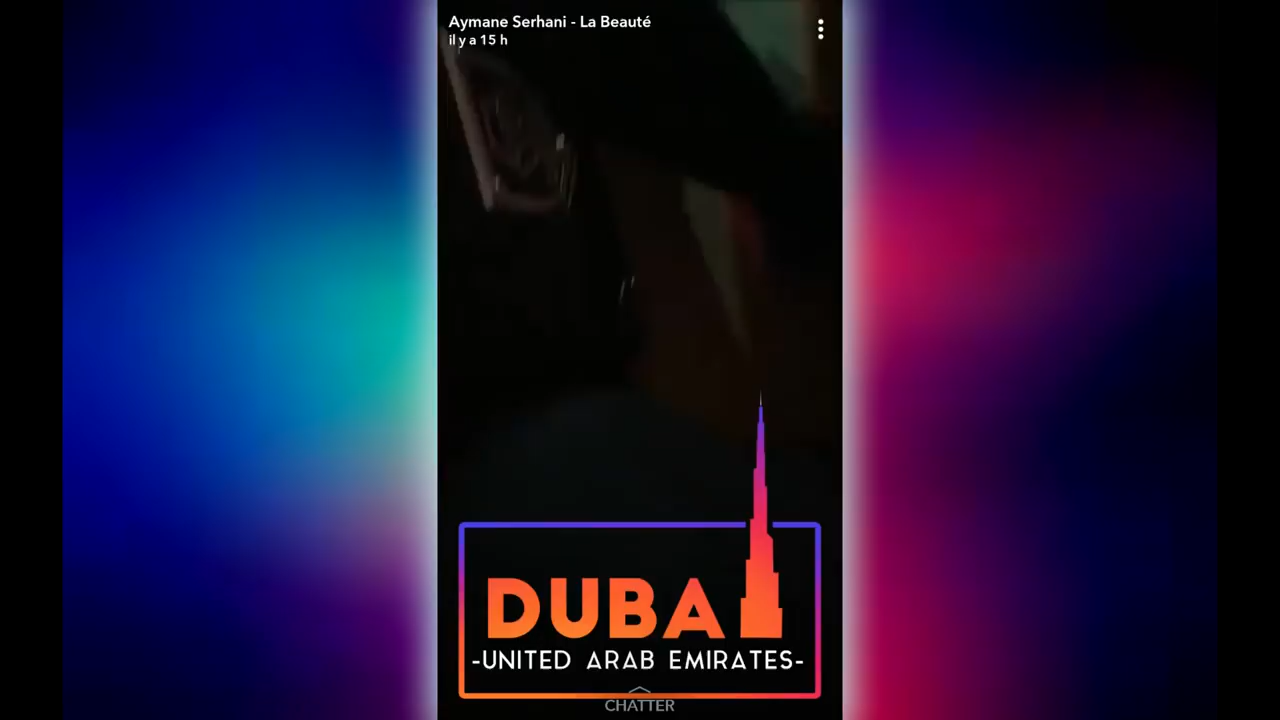 Aymane Serhani - La Beauté
il y a 15 h
DUBA
-UNITED ARAB EMIRATES-
CHATTER